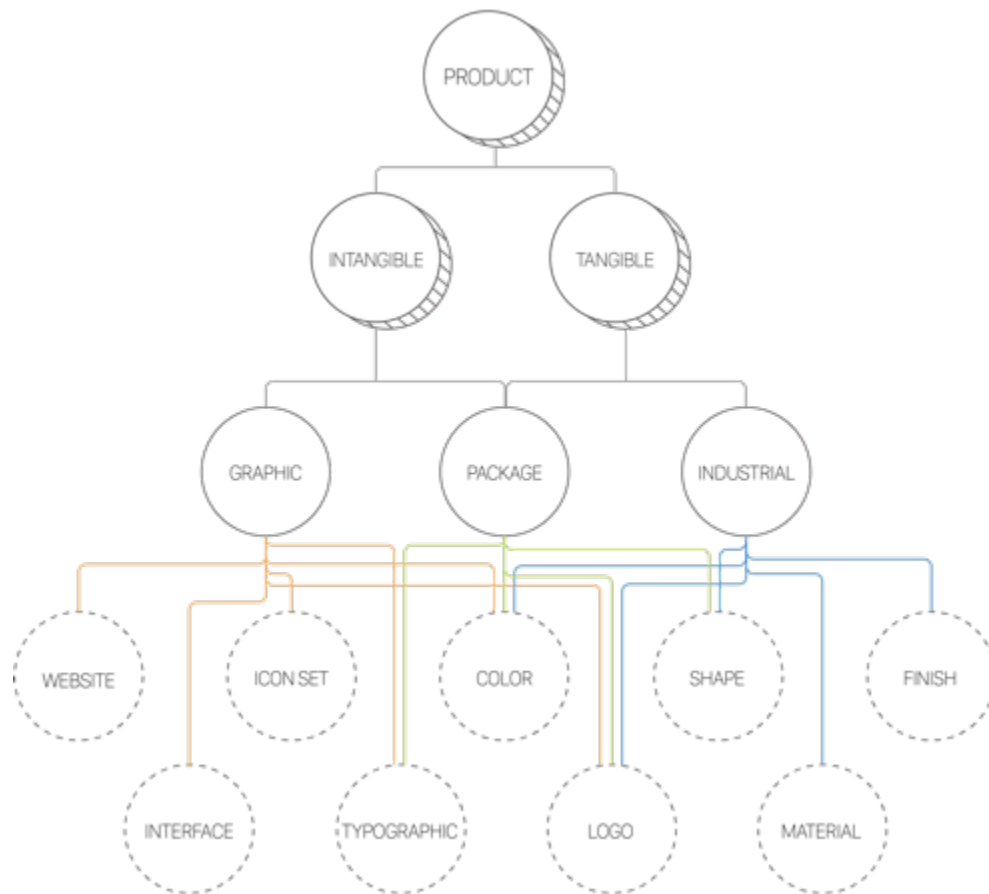 PRODUCT
INTANGIBLE
TANGIBLE
GRAPHIC
PACKAGE
INDUSTRIAL
WEBSITE
ICON SET
COLOR
SHAPE
FINISH
INTERFACE
TYPOGRAPHIC
LOGO
MATERIAL